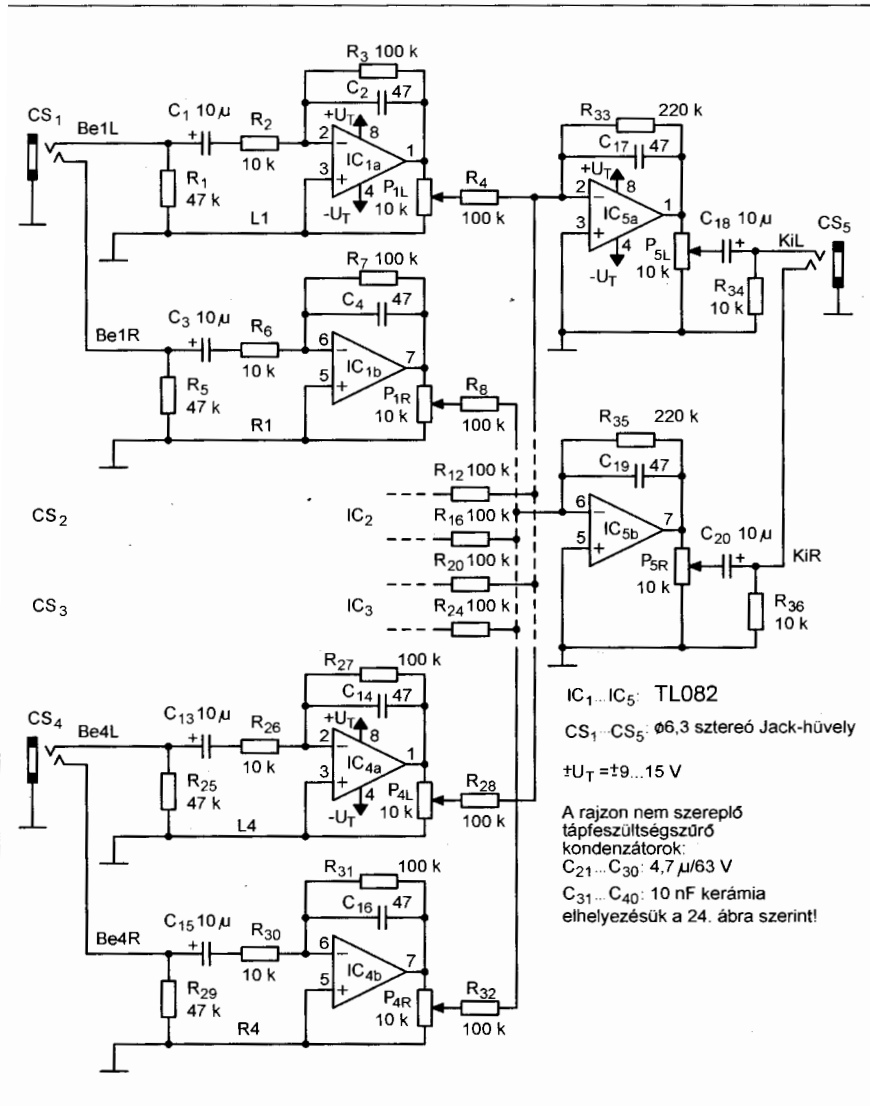 R3 100 k
C2 47
CS1
C1 10 μ
R2
Be1L
+UT
8
2
−
IC1a
1
10 k
3
+
4
R1
47 k
P1L
10 k
R4
100 k
-UT
L1
R33 220 k
C17 47
+UT
8
2
−
IC5a
1
3
+
4
P5L
10 k
-UT
C18 10 μ
CS5
+
KiL
R34
10 k
R7 100 k
C4 47
C3 10 μ
R6
Be1R
+
10 k
6
−
IC1b
7
5
+
R5
47 k
P1R
10 k
R8
100 k
R1
R35 220 k
C19 47
6
−
IC5b
7
5
+
P5R
10 k
C20 10 μ
+
KiR
R36
10 k
R12 100 k
CS2
IC2
R16 100 k
R20 100 k
CS3
IC3
R24 100 k
R27 100 k
C14 47
CS4
C13 10 μ
R26
Be4L
+
10 k
+UT
8
2
−
IC4a
1
3
+
4
R25
47 k
P4L
10 k
R28
100 k
-UT
L4
R31 100 k
C16 47
C15 10 μ
R30
Be4R
+
10 k
6
−
IC4b
7
5
+
R29
47 k
P4R
10 k
R32
100 k
R4
IC1...IC5: TL082
CS1...CS5: ø6,3 sztereó Jack-hüvely
±UT =±9...15 V
A rajzon nem szereplő
tápfeszültségszűrő
kondenzátorok:
C21...C30: 4,7 μ/63 V
C31...C40: 10 nF kerámia
elhelyezésük a 24. ábra szerint!